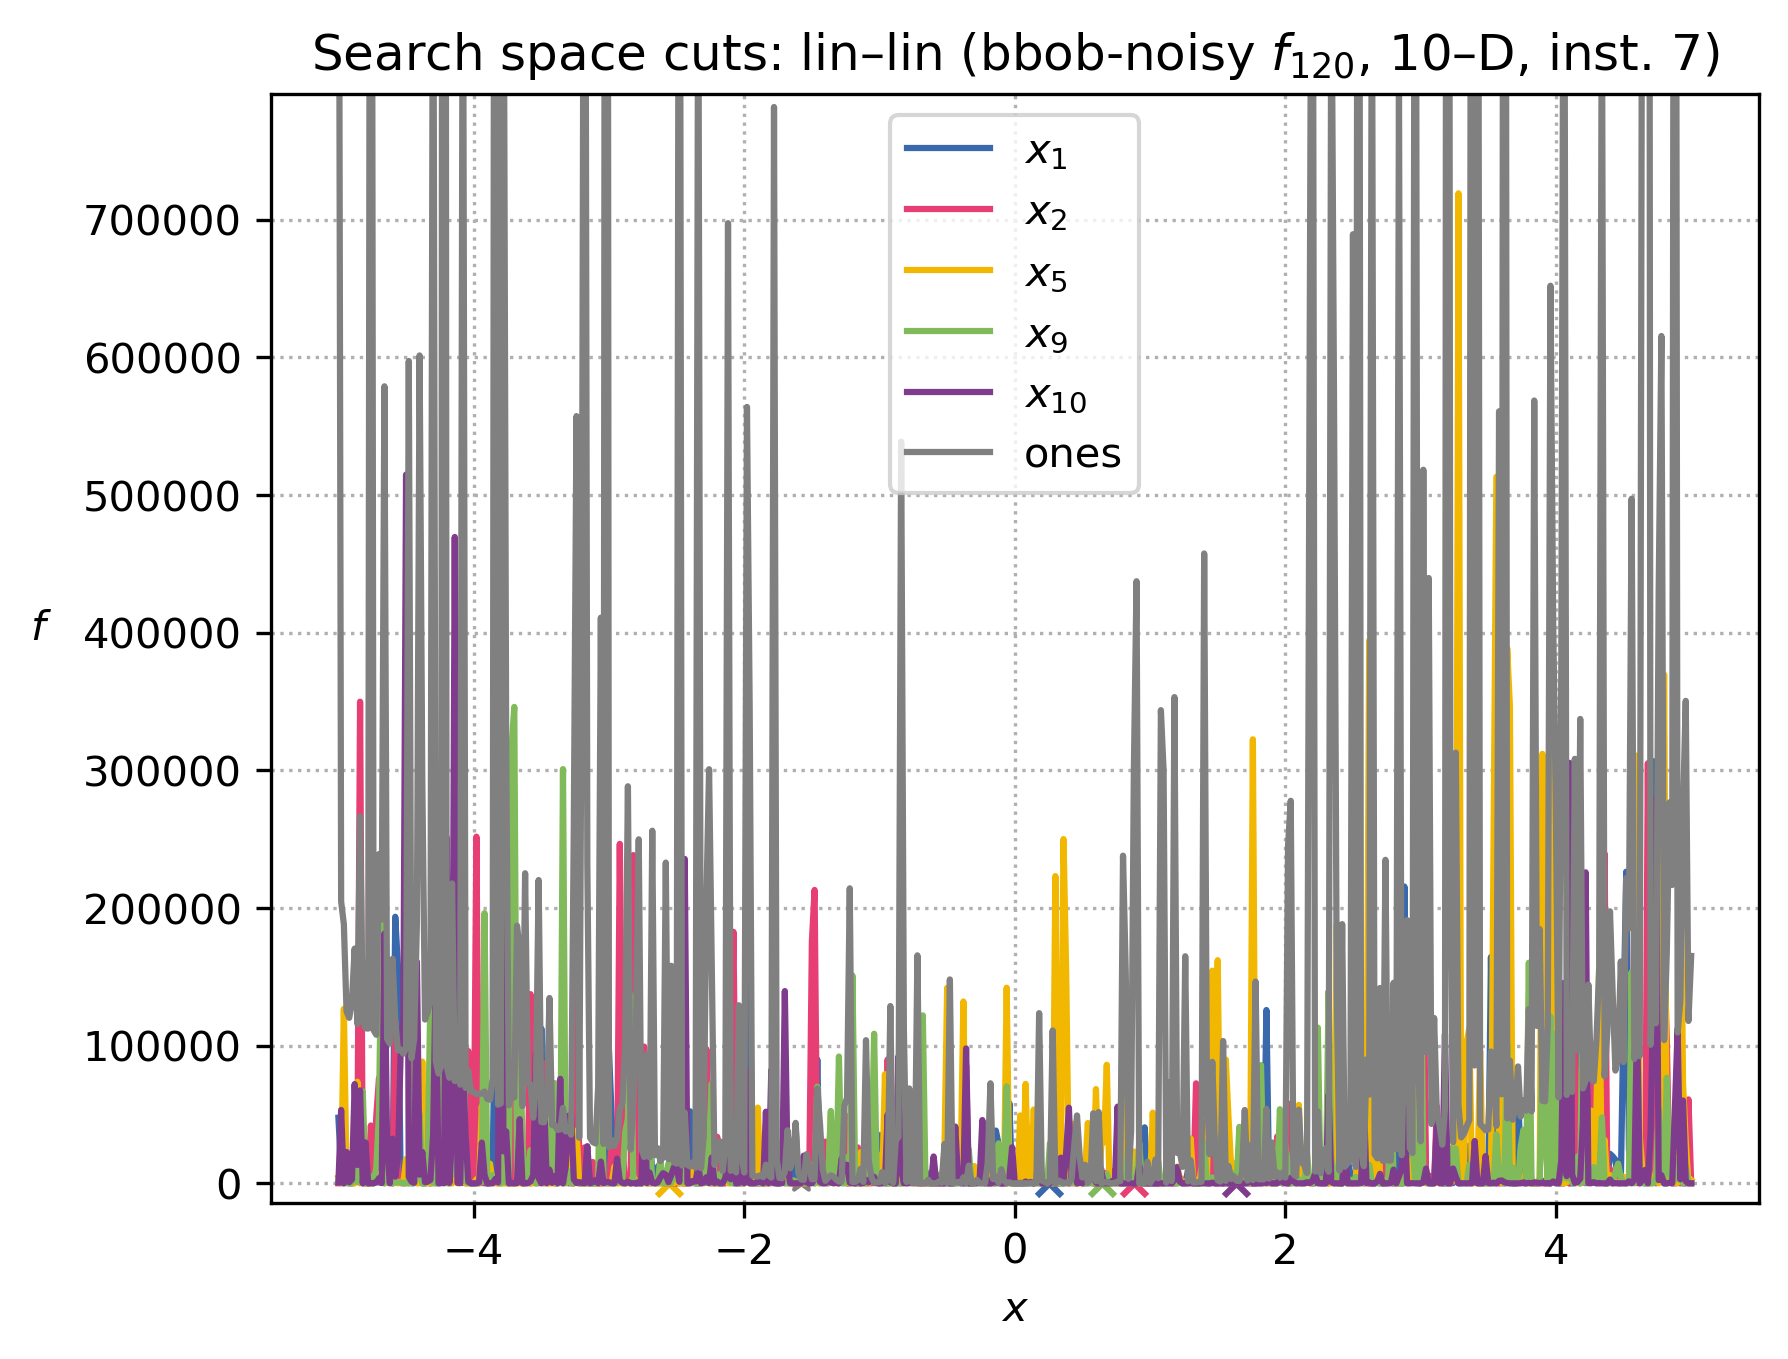 Search space cuts: lin–lin (bbob-noisy f₁₂₀, 10–D, inst. 7)
x₁
x₂
x₅
x₉
x₁₀
ones
700000
600000
500000
400000
300000
200000
100000
0
f
−4
−2
0
2
4
x